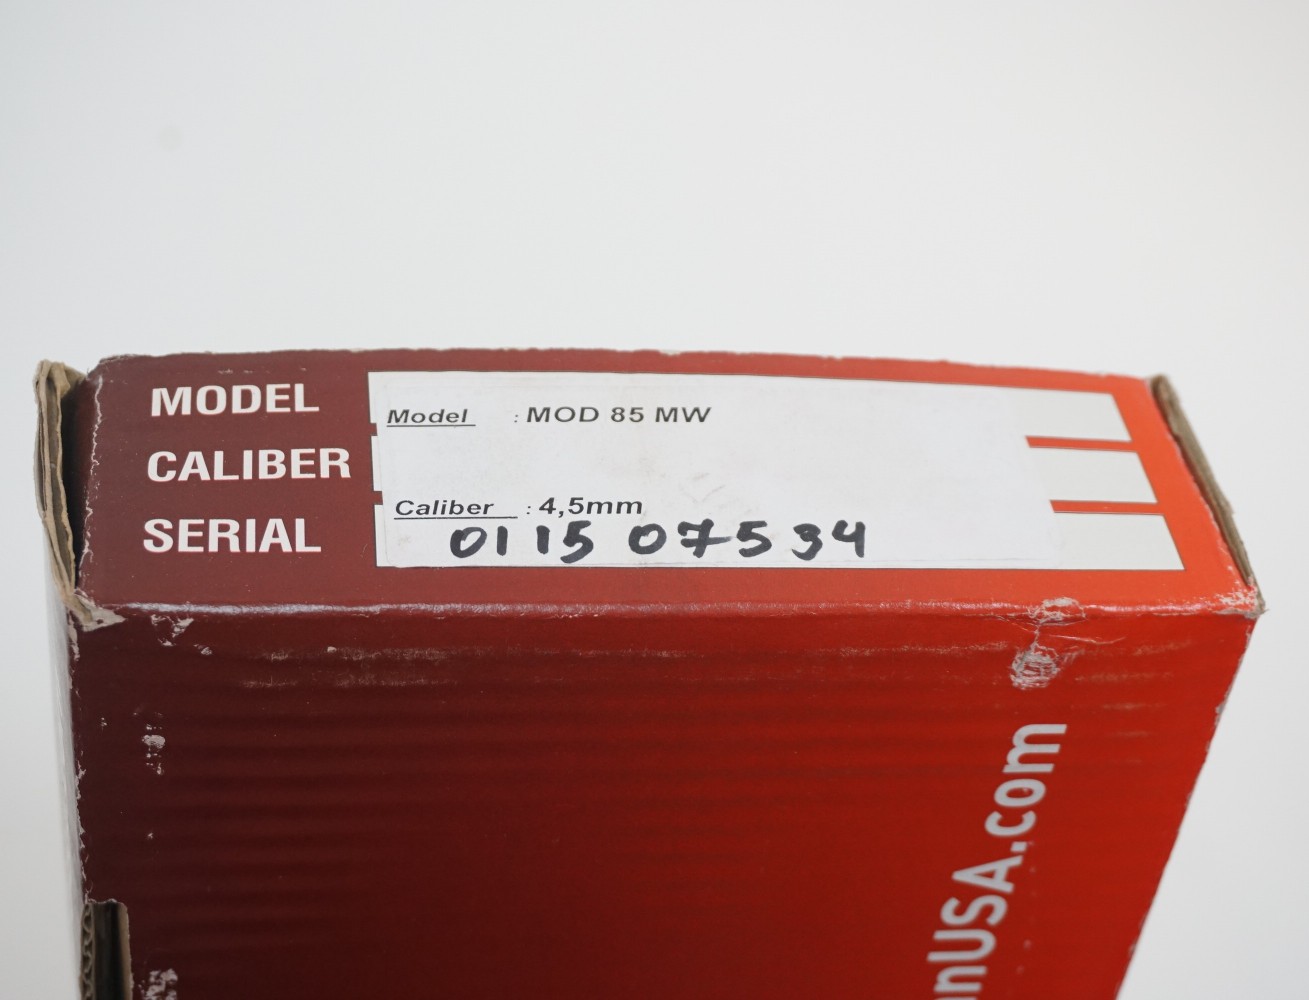 MODEL
Model : MOD 85 MW
CALIBER
Caliber : 4,5mm
SERIAL
0115 07534
nUSA.com